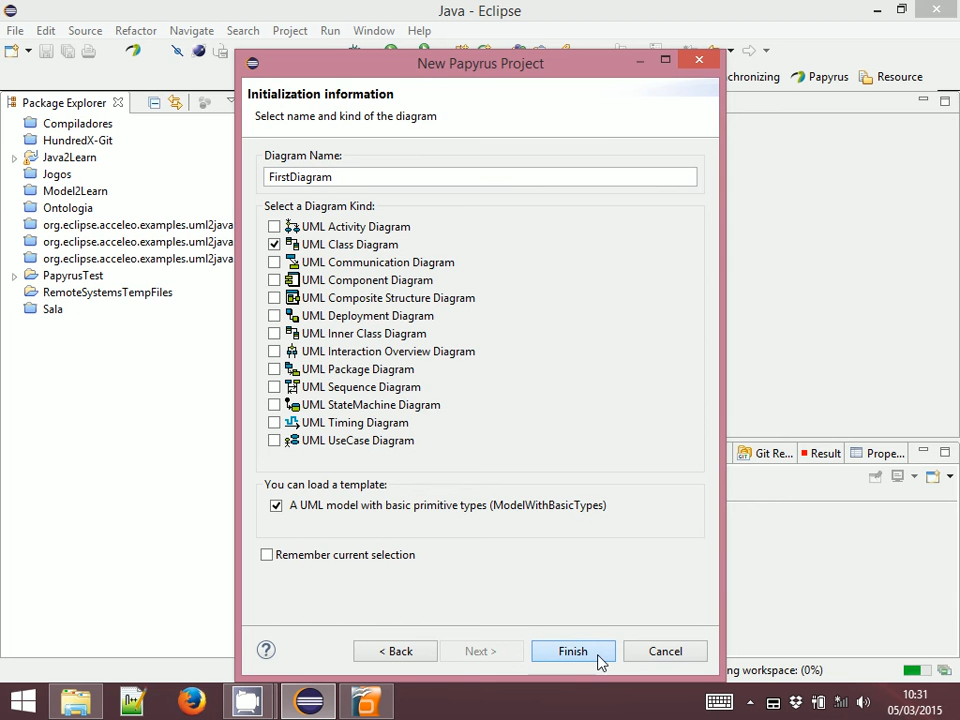 Java - Eclipse
File Edit Source Refactor Navigate Search Project Run Window Help
New Papyrus Project
chronizing Papyrus Resource
Package Explorer
Compiladores
HundredX-Git
Java2Learn
Jogos
Model2Learn
Ontologia
org.eclipse.acceleo.examples.uml2java
org.eclipse.acceleo.examples.uml2java
org.eclipse.acceleo.examples.uml2java
PapyrusTest
RemoteSystemsTempFiles
Sala
Initialization information
Select name and kind of the diagram
Diagram Name:
FirstDiagram
Select a Diagram Kind:
UML Activity Diagram
UML Class Diagram
UML Communication Diagram
UML Component Diagram
UML Composite Structure Diagram
UML Deployment Diagram
UML Inner Class Diagram
UML Interaction Overview Diagram
UML Package Diagram
UML Sequence Diagram
UML StateMachine Diagram
UML Timing Diagram
UML UseCase Diagram
You can load a template:
A UML model with basic primitive types (ModelWithBasicTypes)
Remember current selection
< Back Next > Finish Cancel
Git Re... Result Prope...
ng workspace: (0%)
10:31
05/03/2015